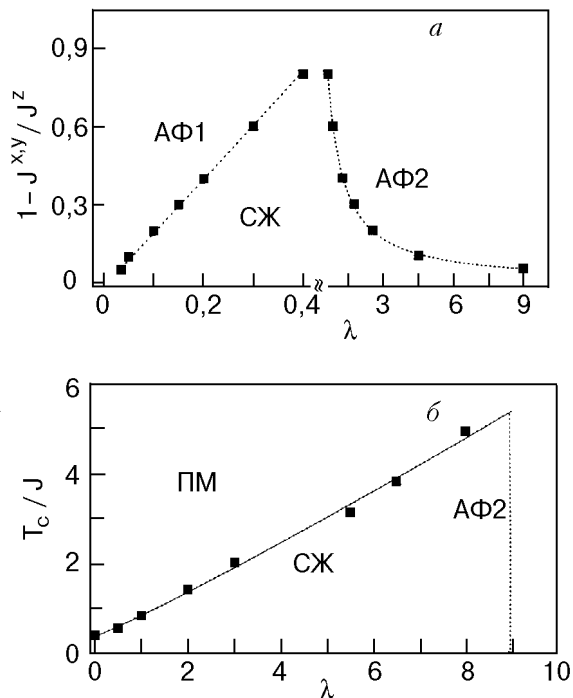 а
0,9
0,6
0,3
0
1 – J^{x,y} / J^z
АФ1
АФ2
СЖ
0 0,2 0,4 ≈ 3 6 9
λ
б
6
4
2
0
T_c / J
ПМ
АФ2
СЖ
0 2 4 6 8 10
λ